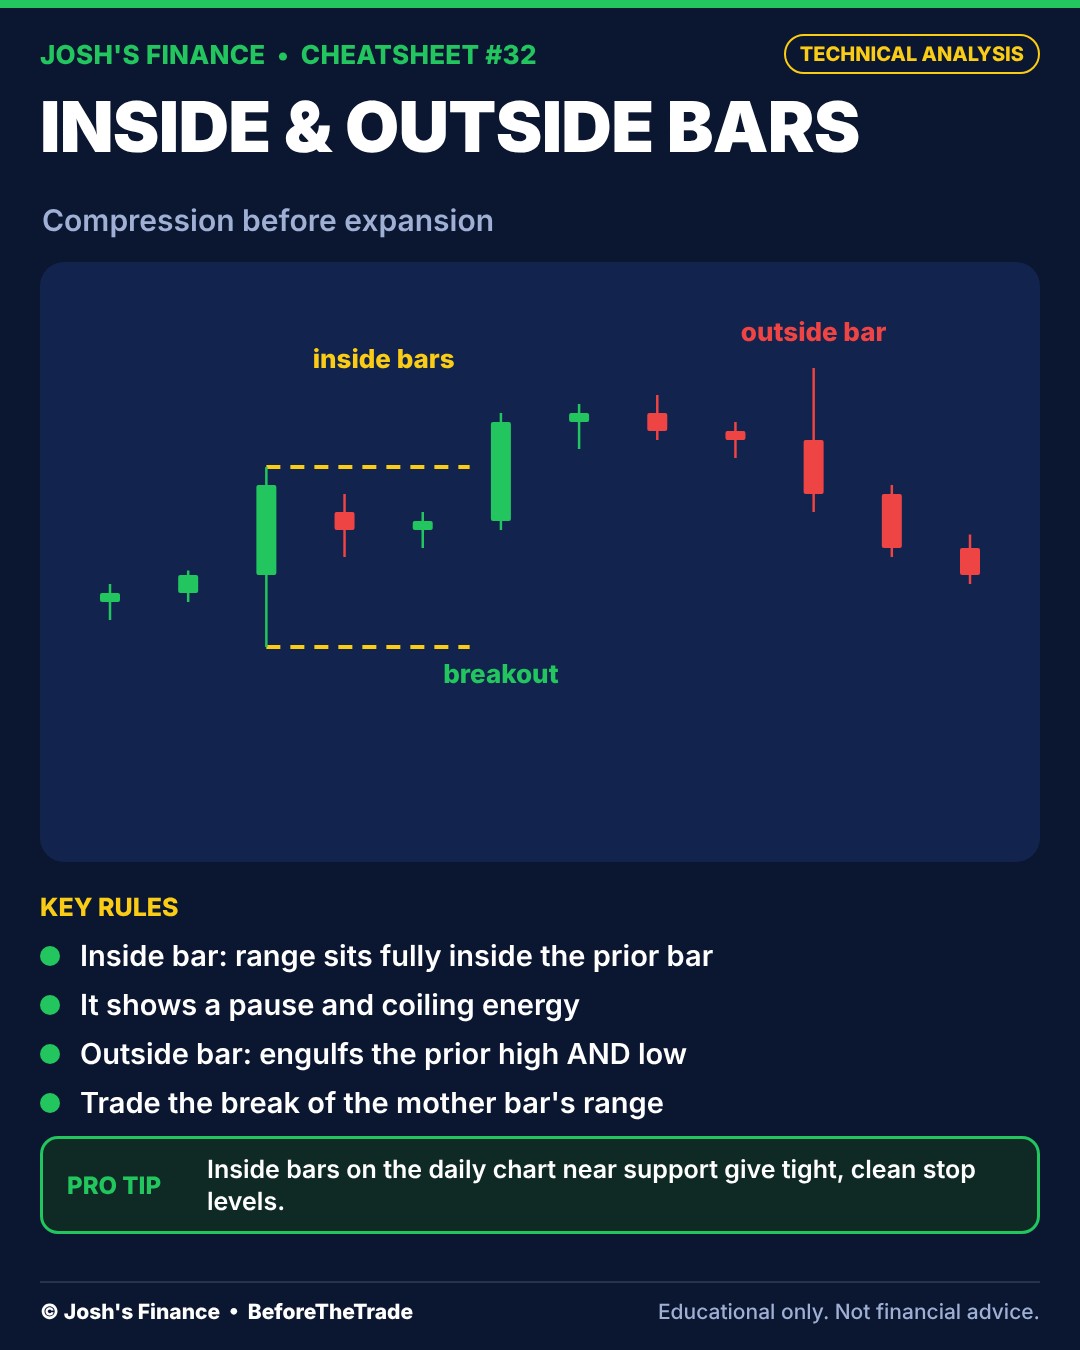 JOSH'S FINANCE • CHEATSHEET #32
TECHNICAL ANALYSIS
INSIDE & OUTSIDE BARS
Compression before expansion
outside bar
inside bars
breakout
KEY RULES
Inside bar: range sits fully inside the prior bar
It shows a pause and coiling energy
Outside bar: engulfs the prior high AND low
Trade the break of the mother bar's range
PRO TIP
Inside bars on the daily chart near support give tight, clean stop
levels.
© Josh's Finance • BeforeTheTrade
Educational only. Not financial advice.